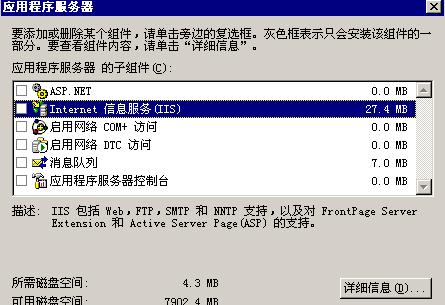 应用程序服务器
要添加或删除某个组件，请单击旁边的复选框。灰色框表示只会安装该组件的一
部分。要查看组件内容，请单击“详细信息”。
应用程序服务器 的子组件(C):
ASP.NET 0.0 MB
Internet 信息服务(IIS) 27.4 MB
启用网络 COM+ 访问 0.0 MB
启用网络 DTC 访问 0.0 MB
消息队列 7.0 MB
应用程序服务器控制台 0.0 MB
描述: IIS 包括 Web，FTP，SMTP 和 NNTP 支持，以及对 FrontPage Server
Extension 和 Active Server Page(ASP) 的支持。
所需磁盘空间: 4.3 MB
详细信息(D)...
可用磁盘空间: 7902.4 MB